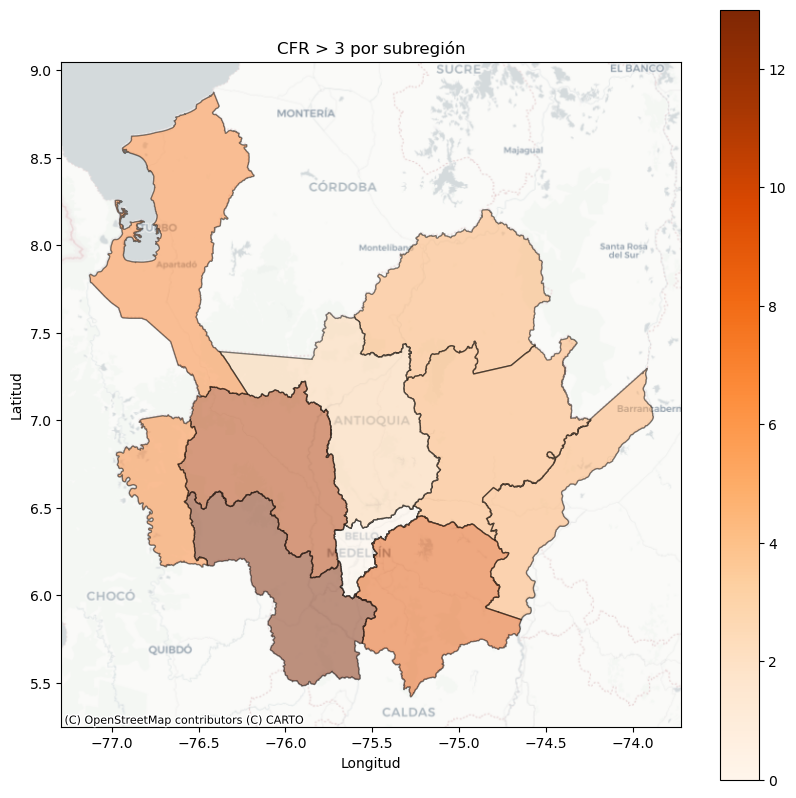 CFR > 3 por subregión
Latitud
9.0
8.5
8.0
7.5
7.0
6.5
6.0
5.5
SUCRE
EL BANCO
MONTERÍA
Majagual
CÓRDOBA
TURBO
Montelíbano
Santa Rosa
del Sur
Apartadó
Barrancaberm
ANTIOQUIA
BELLO
MEDELLÍN
CHOCÓ
QUIBDÓ
CALDAS
(C) OpenStreetMap contributors (C) CARTO
−77.0 −76.5 −76.0 −75.5 −75.0 −74.5 −74.0
Longitud
12
10
8
6
4
2
0